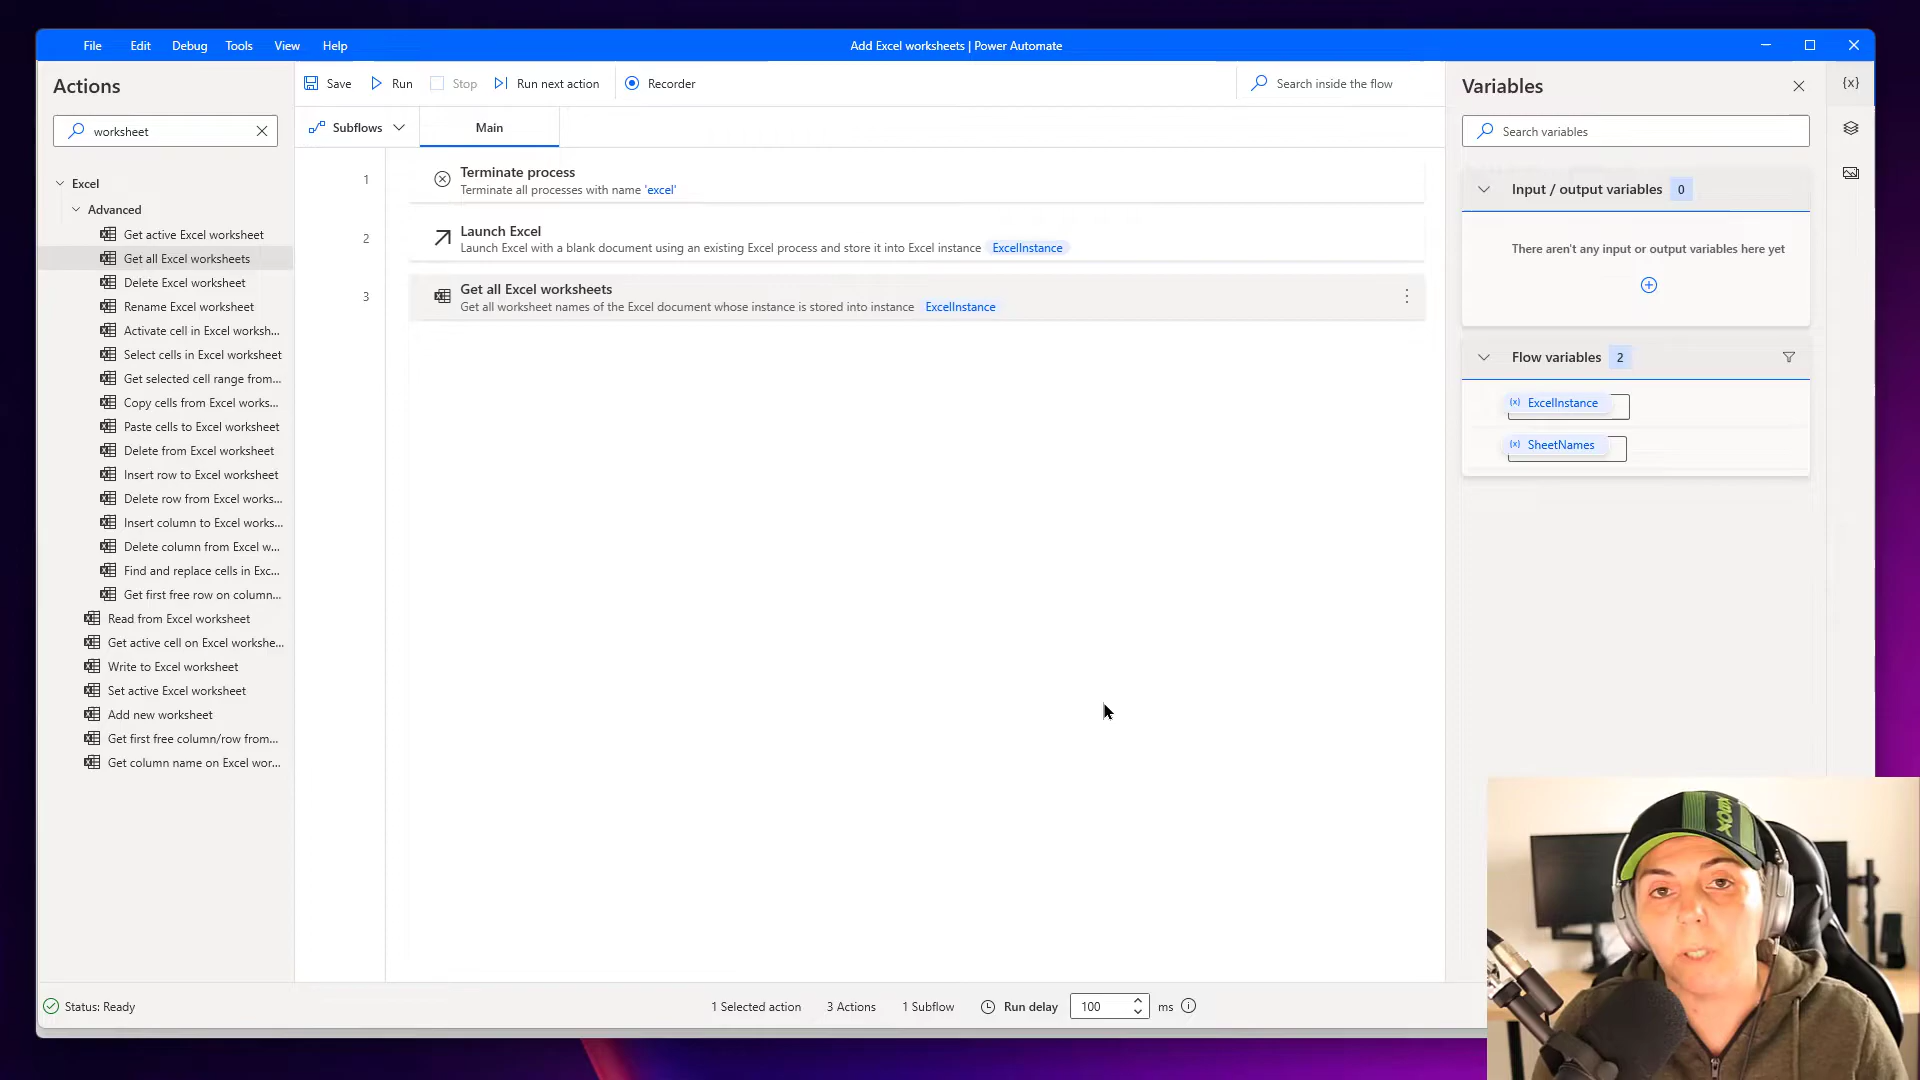 File Edit Debug Tools View Help
Add Excel worksheets | Power Automate
Actions
worksheet
Excel
Advanced
Get active Excel worksheet
Get all Excel worksheets
Delete Excel worksheet
Rename Excel worksheet
Activate cell in Excel worksh...
Select cells in Excel worksheet
Get selected cell range from...
Copy cells from Excel works...
Paste cells to Excel worksheet
Delete from Excel worksheet
Insert row to Excel worksheet
Delete row from Excel works...
Insert column to Excel works...
Delete column from Excel w...
Find and replace cells in Exc...
Get first free row on column...
Read from Excel worksheet
Get active cell on Excel workshe...
Write to Excel worksheet
Set active Excel worksheet
Add new worksheet
Get first free column/row from...
Get column name on Excel wor...
Save Run Stop Run next action Recorder
Search inside the flow
Subflows Main
1
Terminate process
Terminate all processes with name 'excel'
2
Launch Excel
Launch Excel with a blank document using an existing Excel process and store it into Excel instance ExcelInstance
3
Get all Excel worksheets
Get all worksheet names of the Excel document whose instance is stored into instance ExcelInstance
Variables
{x}
Search variables
Input / output variables 0
There aren't any input or output variables here yet
Flow variables 2
(x) ExcelInstance
(x) SheetNames
Status: Ready
1 Selected action 3 Actions 1 Subflow Run delay 100 ms
XBOX